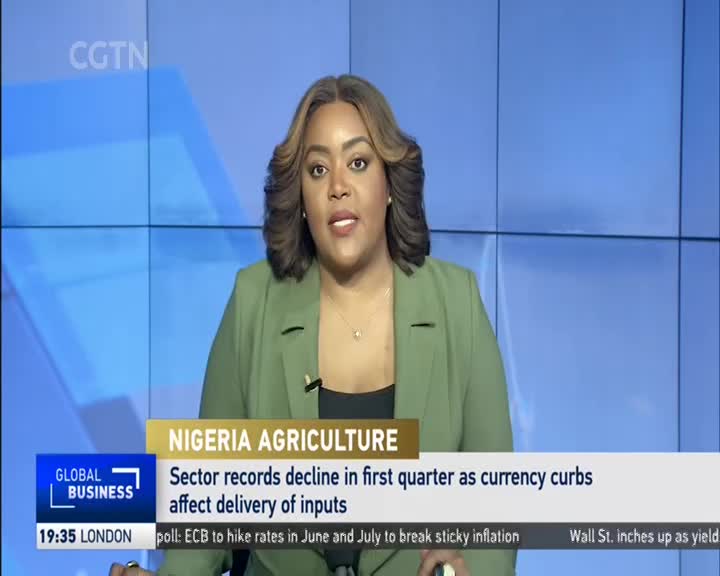 CGTN
NIGERIA AGRICULTURE
GLOBAL
BUSINESS
Sector records decline in first quarter as currency curbs
affect delivery of inputs
19:35 LONDON
poll: ECB to hike rates in June and July to break sticky inflation
Wall St. inches up as yield